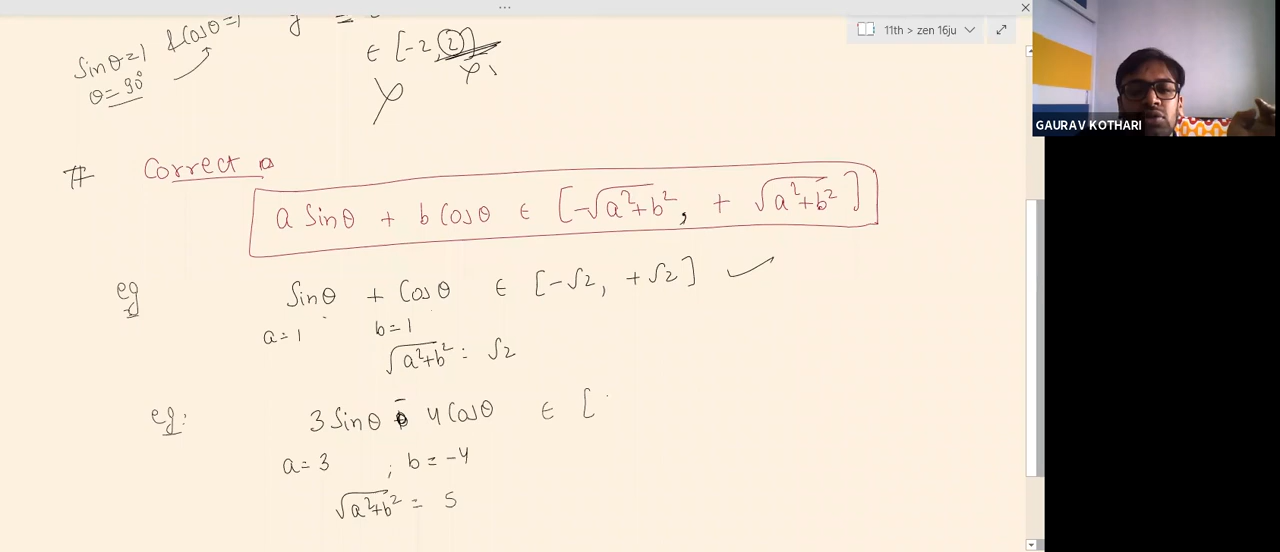 11th > zen 16ju
GAURAV KOTHARI
Sinθ=1 & Cosθ=1
θ=90°
∈ [-2, 2]
# Correct
a Sinθ + b Cosθ ∈ [-√a²+b², + √a²+b²]
eg Sinθ + Cosθ ∈ [-√2, +√2] ✓
a=1 b=1
√a²+b² = √2
eg: 3 Sinθ - 4 Cosθ ∈ [
a=3 ; b=-4
√a²+b² = 5